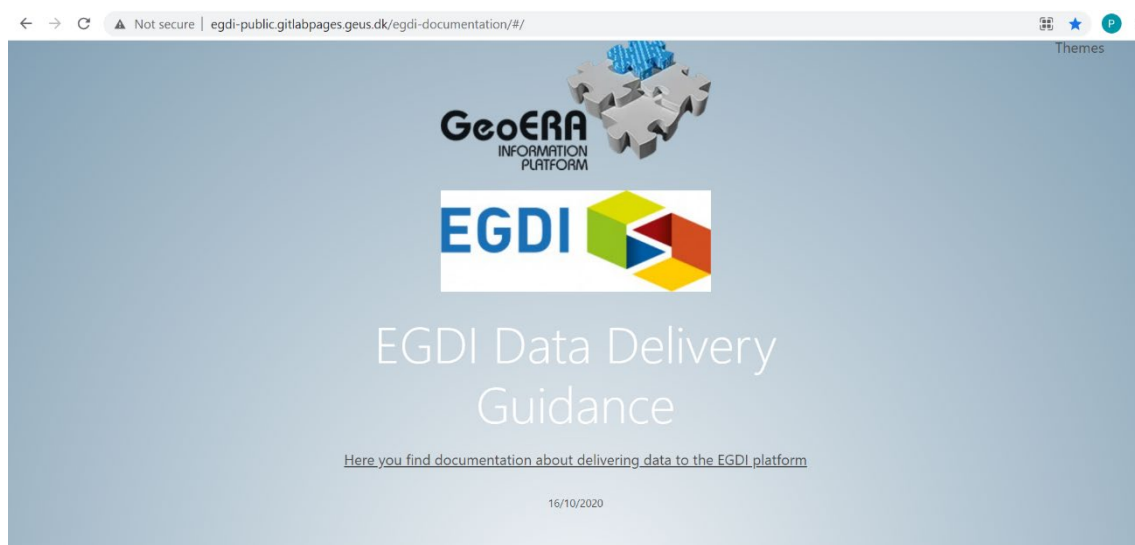 Not secure | egdi-public.gitlabpages.geus.dk/egdi-documentation/#/
P
Themes
GeoERA
INFORMATION
PLATFORM
EGDI
EGDI Data Delivery
Guidance
Here you find documentation about delivering data to the EGDI platform
16/10/2020